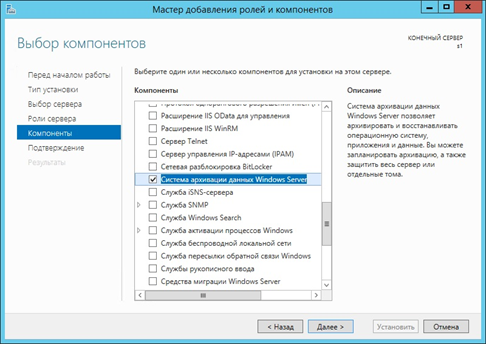 Мастер добавления ролей и компонентов
Выбор компонентов
КОНЕЧНЫЙ СЕРВЕР
s1
Перед началом работы
Тип установки
Выбор сервера
Роли сервера
Компоненты
Подтверждение
Результаты
Выберите один или несколько компонентов для установки на этом сервере.
Компоненты
Расширение IIS OData для управления
Расширение IIS WinRM
Сервер Telnet
Сервер управления IP-адресами (IPAM)
Сетевая разблокировка BitLocker
Система архивации данных Windows Server
Служба iSNS-сервера
Служба SNMP
Служба Windows Search
Служба активации процессов Windows
Служба беспроводной локальной сети
Служба пересылки обратной связи Windows
Службы рукописного ввода
Средства миграции Windows Server
Описание
Система архивации данных
Windows Server позволяет
архивировать и восстанавливать
операционную систему,
приложения и данные. Вы можете
запланировать архивацию, а также
защитить весь сервер или
отдельные тома.
< Назад
Далее >
Установить
Отмена